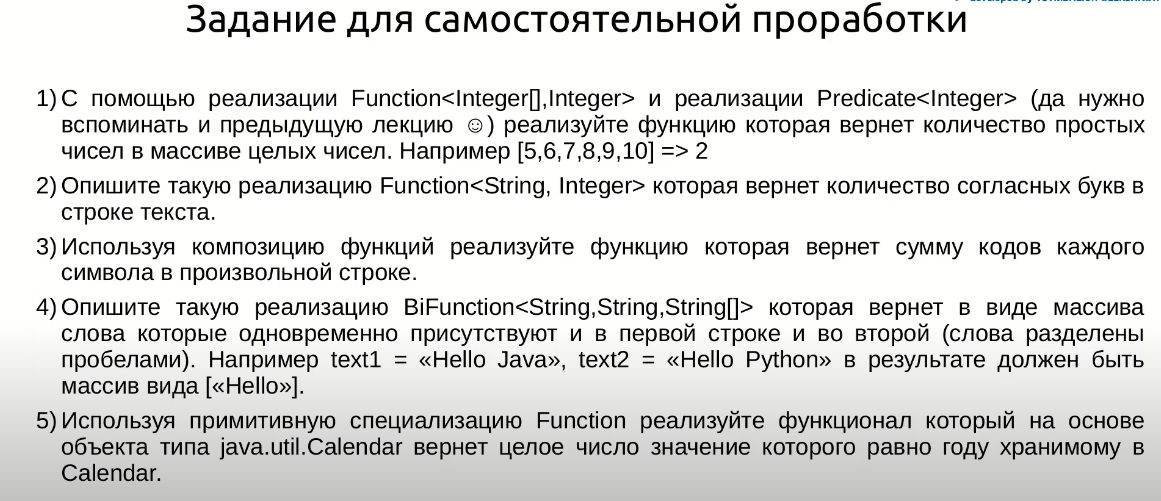 Задание для самостоятельной проработки
1) С помощью реализации Function<Integer[],Integer> и реализации Predicate<Integer> (да нужно
вспоминать и предыдущую лекцию ☺) реализуйте функцию которая вернет количество простых
чисел в массиве целых чисел. Например [5,6,7,8,9,10] => 2
2) Опишите такую реализацию Function<String, Integer> которая вернет количество согласных букв в
строке текста.
3) Используя композицию функций реализуйте функцию которая вернет сумму кодов каждого
символа в произвольной строке.
4) Опишите такую реализацию BiFunction<String,String,String[]> которая вернет в виде массива
слова которые одновременно присутствуют и в первой строке и во второй (слова разделены
пробелами). Например text1 = «Hello Java», text2 = «Hello Python» в результате должен быть
массив вида [«Hello»].
5) Используя примитивную специализацию Function реализуйте функционал который на основе
объекта типа java.util.Calendar вернет целое число значение которого равно году хранимому в
Calendar.